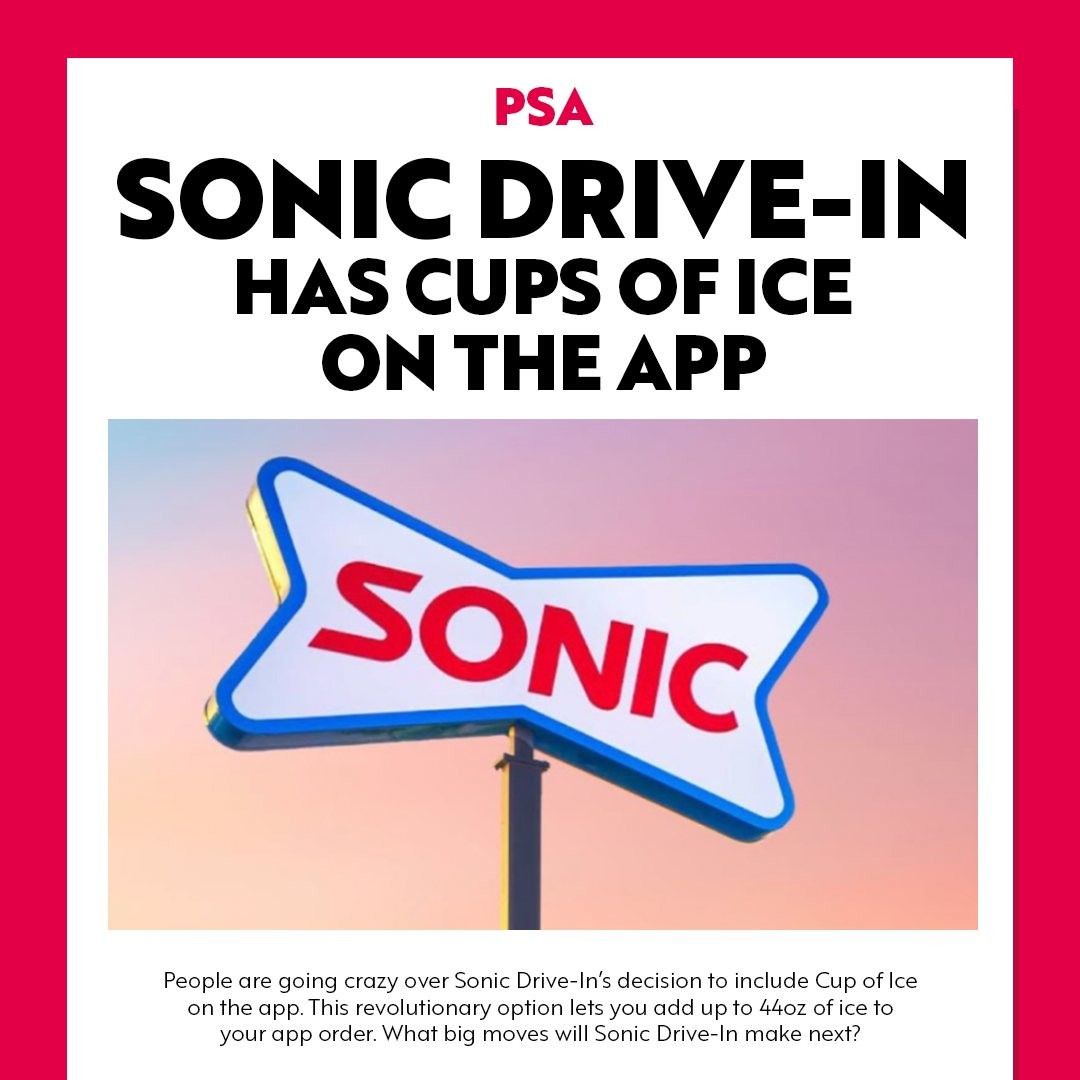 PSA
SONIC DRIVE-IN
HAS CUPS OF ICE
ON THE APP
SONIC
People are going crazy over Sonic Drive-In’s decision to include Cup of Ice
on the app. This revolutionary option lets you add up to 44oz of ice to
your app order. What big moves will Sonic Drive-In make next?